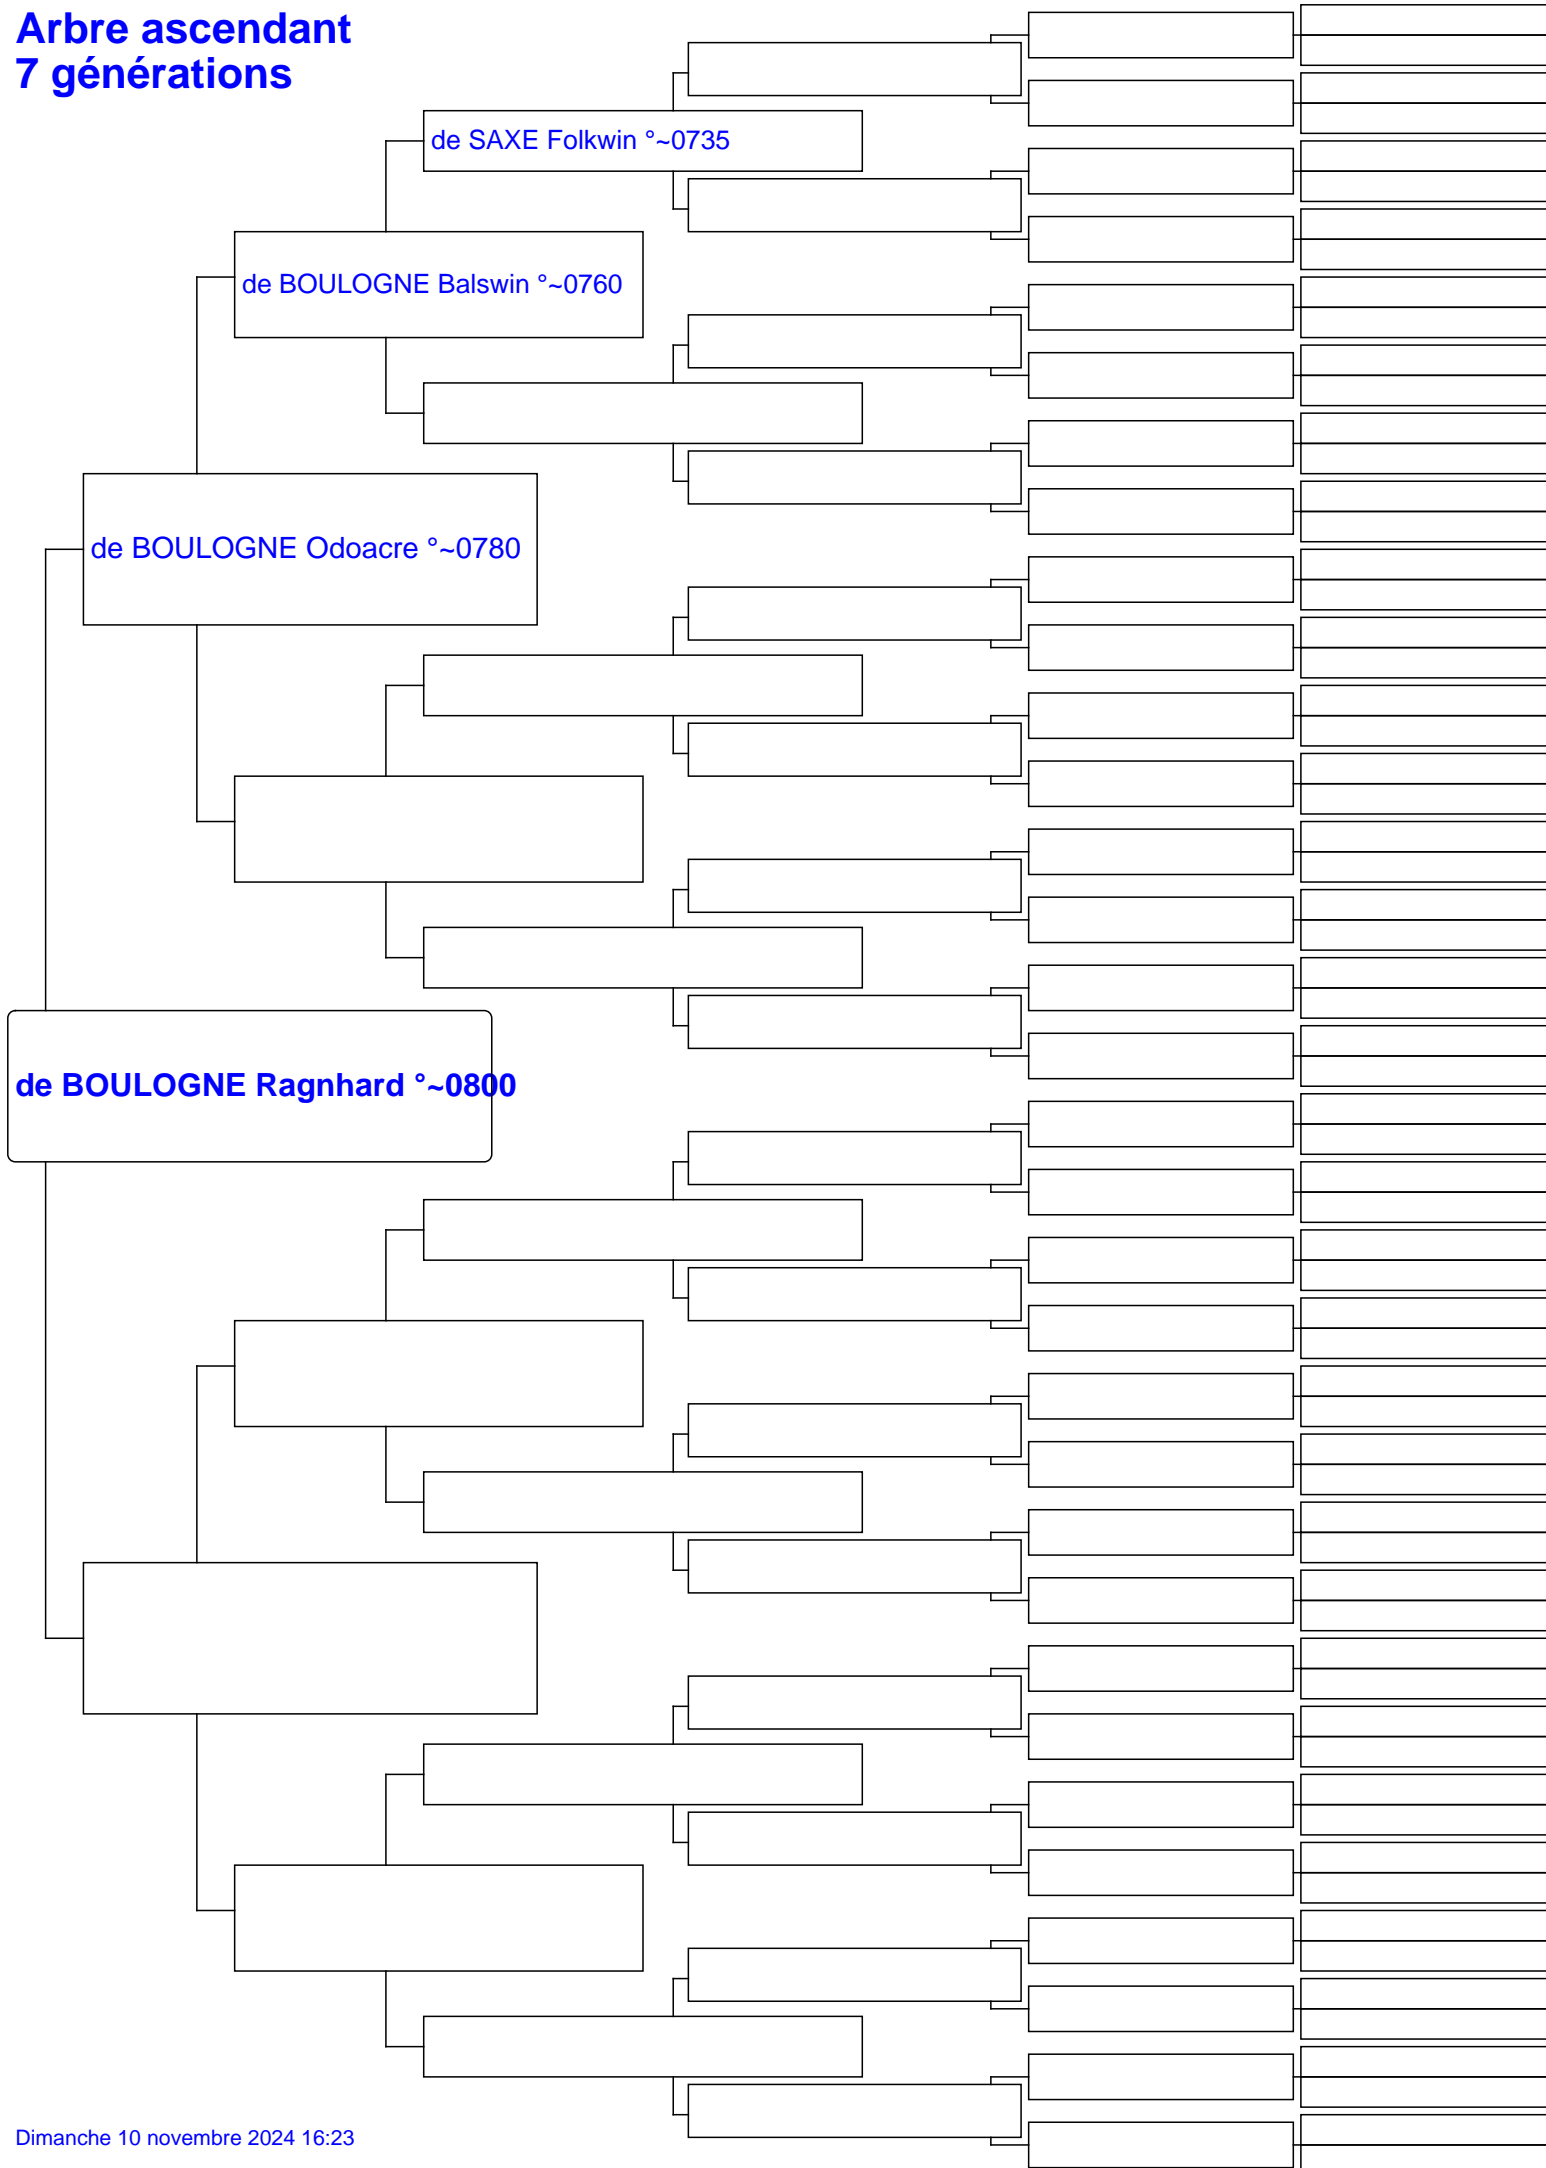 Arbre ascendant
7 générations
de SAXE Folkwin °~0735
de BOULOGNE Balswin °~0760
de BOULOGNE Odoacre °~0780
de BOULOGNE Ragnhard °~0800
Dimanche 10 novembre 2024 16:23